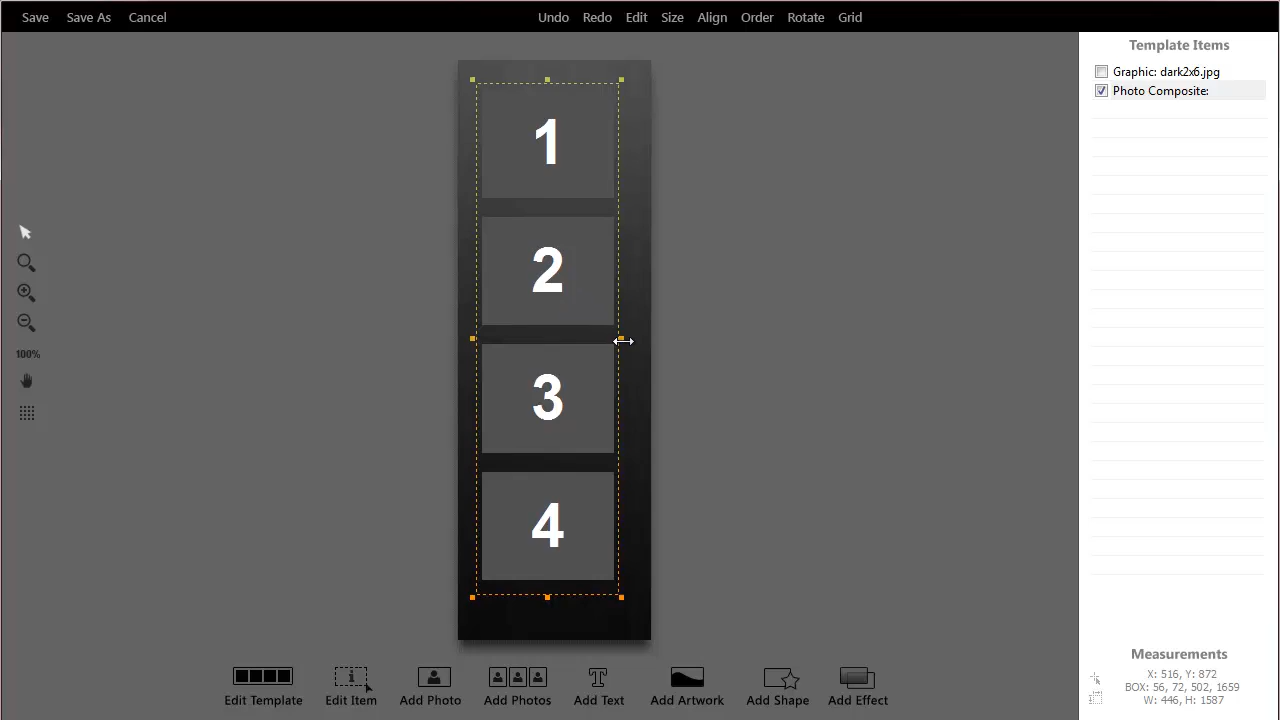 Save Save As Cancel Undo Redo Edit Size Align Order Rotate Grid
Template Items
Graphic: dark2x6.jpg
Photo Composite:
1
2
3
4
100%
Edit Template Edit Item Add Photo Add Photos Add Text Add Artwork Add Shape Add Effect
Measurements
X: 516, Y: 872
BOX: 56, 72, 502, 1659
W: 446, H: 1587